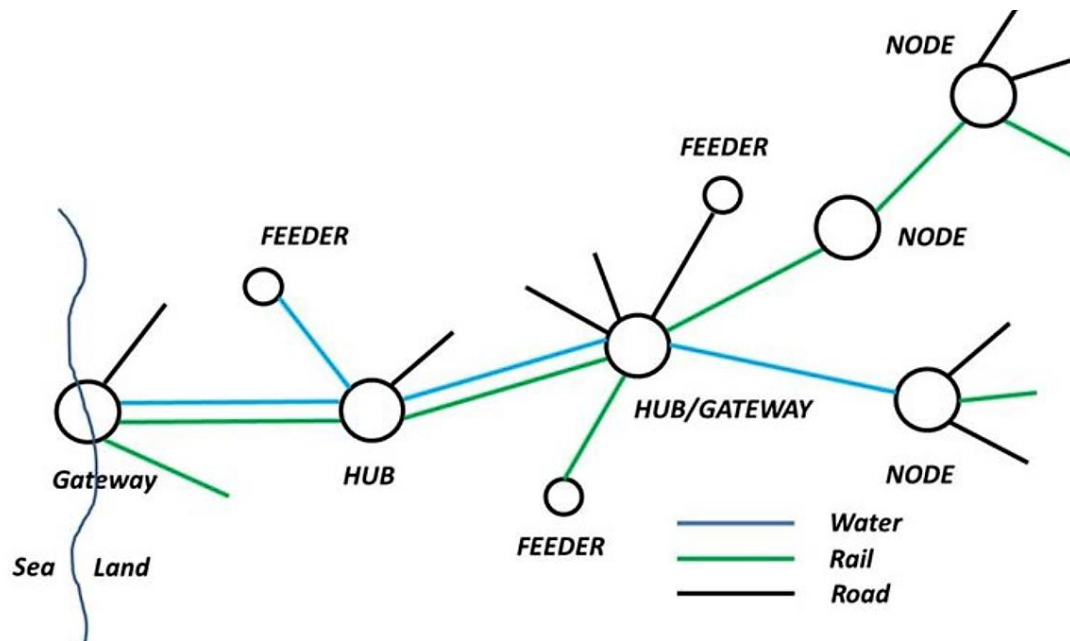 NODE
FEEDER
FEEDER
NODE
HUB/GATEWAY
Gateway
HUB
NODE
FEEDER
Sea
Land
Water
Rail
Road